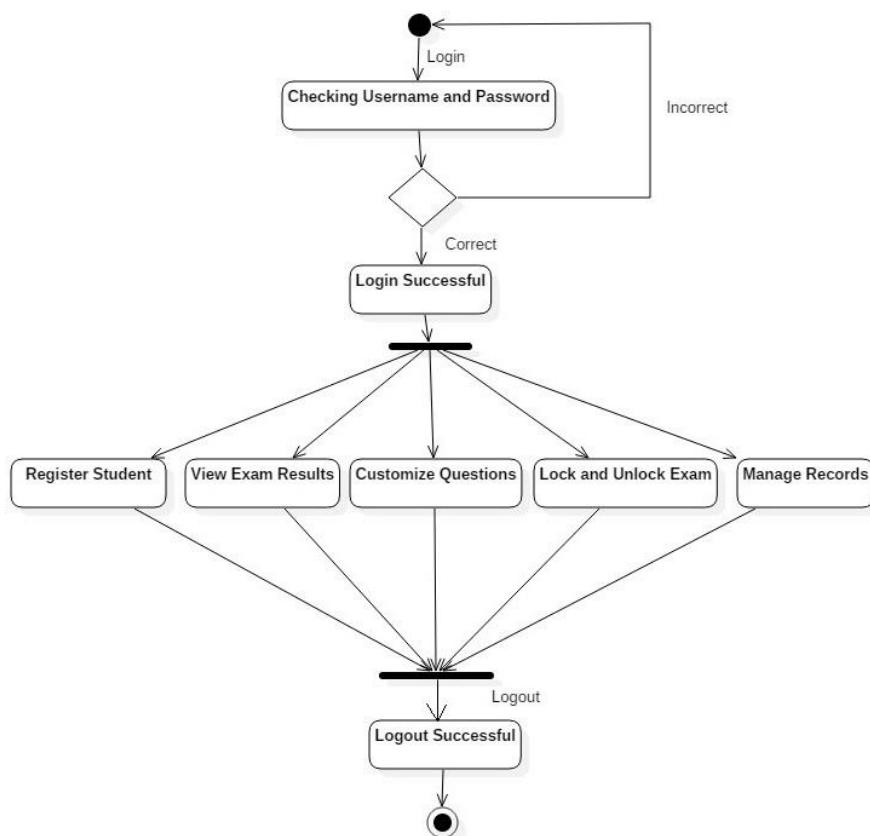 Login
Checking Username and Password
Incorrect
Correct
Login Successful
Register Student
View Exam Results
Customize Questions
Lock and Unlock Exam
Manage Records
Logout
Logout Successful